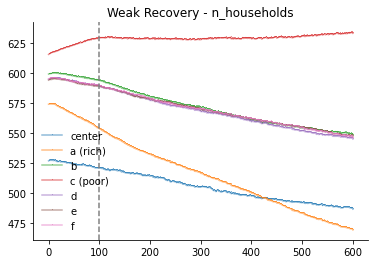 Weak Recovery - n_households
625
600
575
550
525
500
475
center
a (rich)
b
c (poor)
d
e
f
0 100 200 300 400 500 600